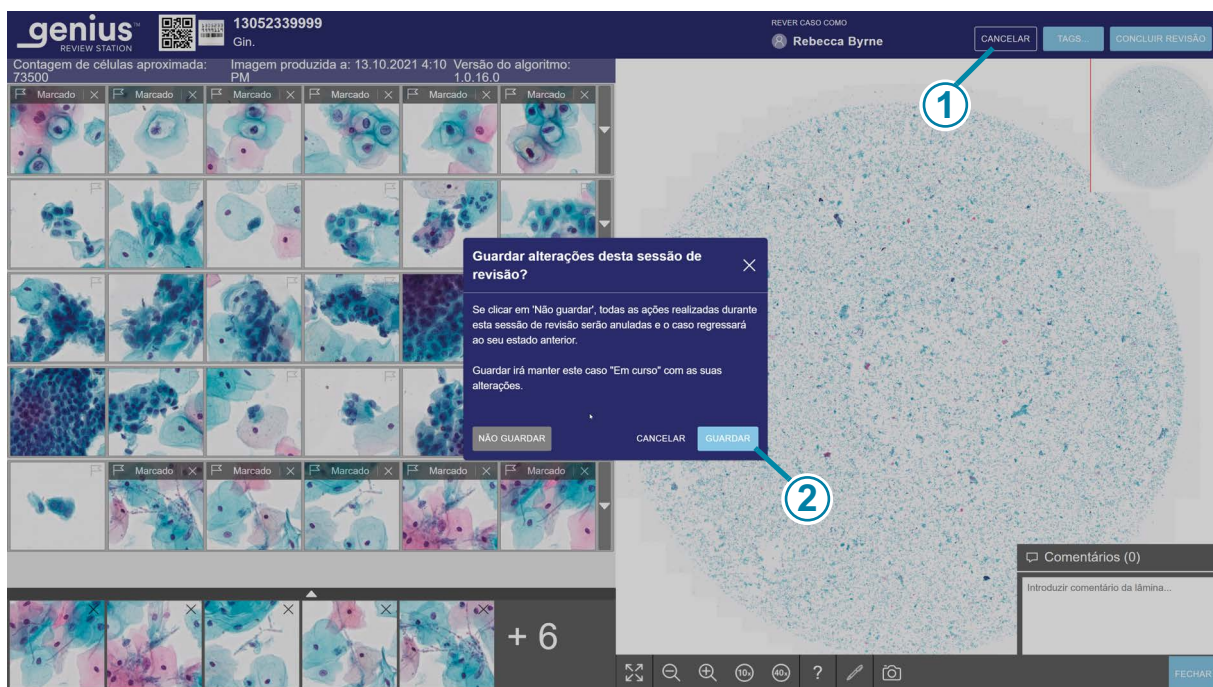 genius™
REVIEW STATION
13052339999
Gin.
REVER CASO COMO
Rebecca Byrne
CANCELAR
TAGS...
CONCLUIR REVISÃO
1
Contagem de células aproximada: 73500
Imagem produzida a: 13.10.2021 4:10 PM
Versão do algoritmo: 1.0.16.0
Marcado
Marcado
Marcado
Marcado
Marcado
Marcado
Guardar alterações desta sessão de
revisão?
Se clicar em 'Não guardar', todas as ações realizadas durante
esta sessão de revisão serão anuladas e o caso regressará
ao seu estado anterior.
Guardar irá manter este caso "Em curso" com as suas
alterações.
NÃO GUARDAR
CANCELAR
GUARDAR
2
Marcado
Marcado
Marcado
Marcado
Marcado
Comentários (0)
Introduzir comentário da lâmina...
+ 6
10x
40x
?
FECHAR